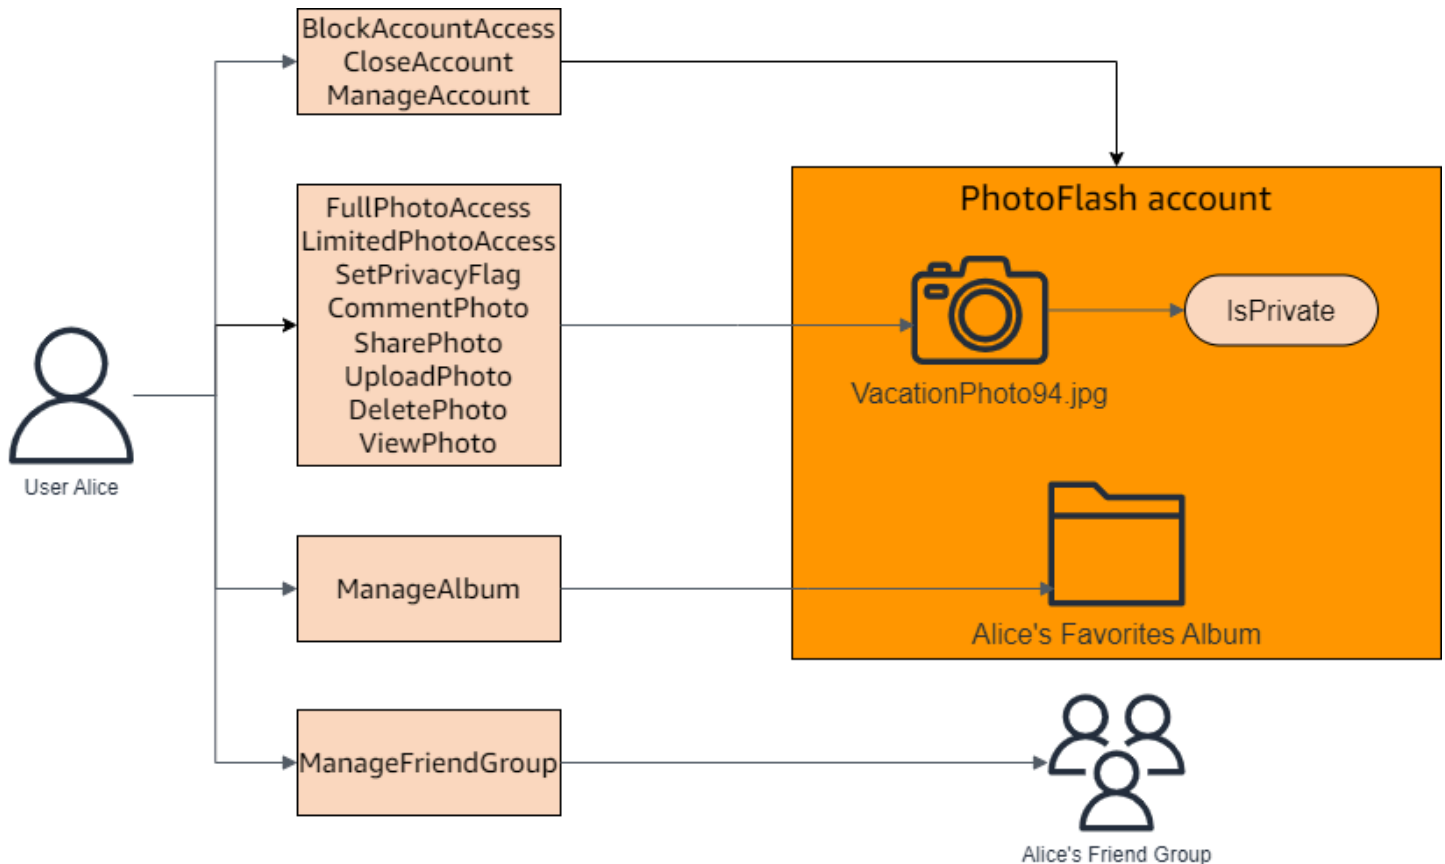 BlockAccountAccess
CloseAccount
ManageAccount
PhotoFlash account
FullPhotoAccess
LimitedPhotoAccess
SetPrivacyFlag
CommentPhoto
SharePhoto
UploadPhoto
DeletePhoto
ViewPhoto
IsPrivate
VacationPhoto94.jpg
User Alice
ManageAlbum
Alice's Favorites Album
ManageFriendGroup
Alice's Friend Group